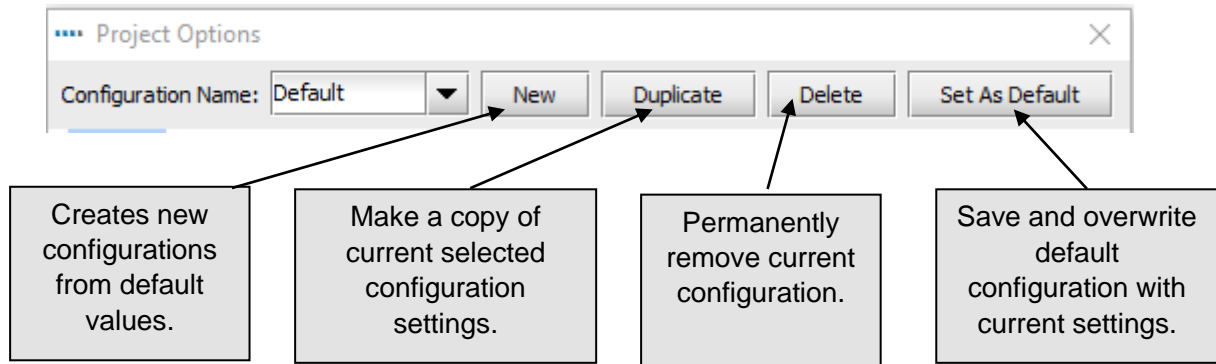 Project Options
Configuration Name: Default New Duplicate Delete Set As Default
Creates new
configurations
from default
values.
Make a copy of
current selected
configuration
settings.
Permanently
remove current
configuration.
Save and overwrite
default
configuration with
current settings.